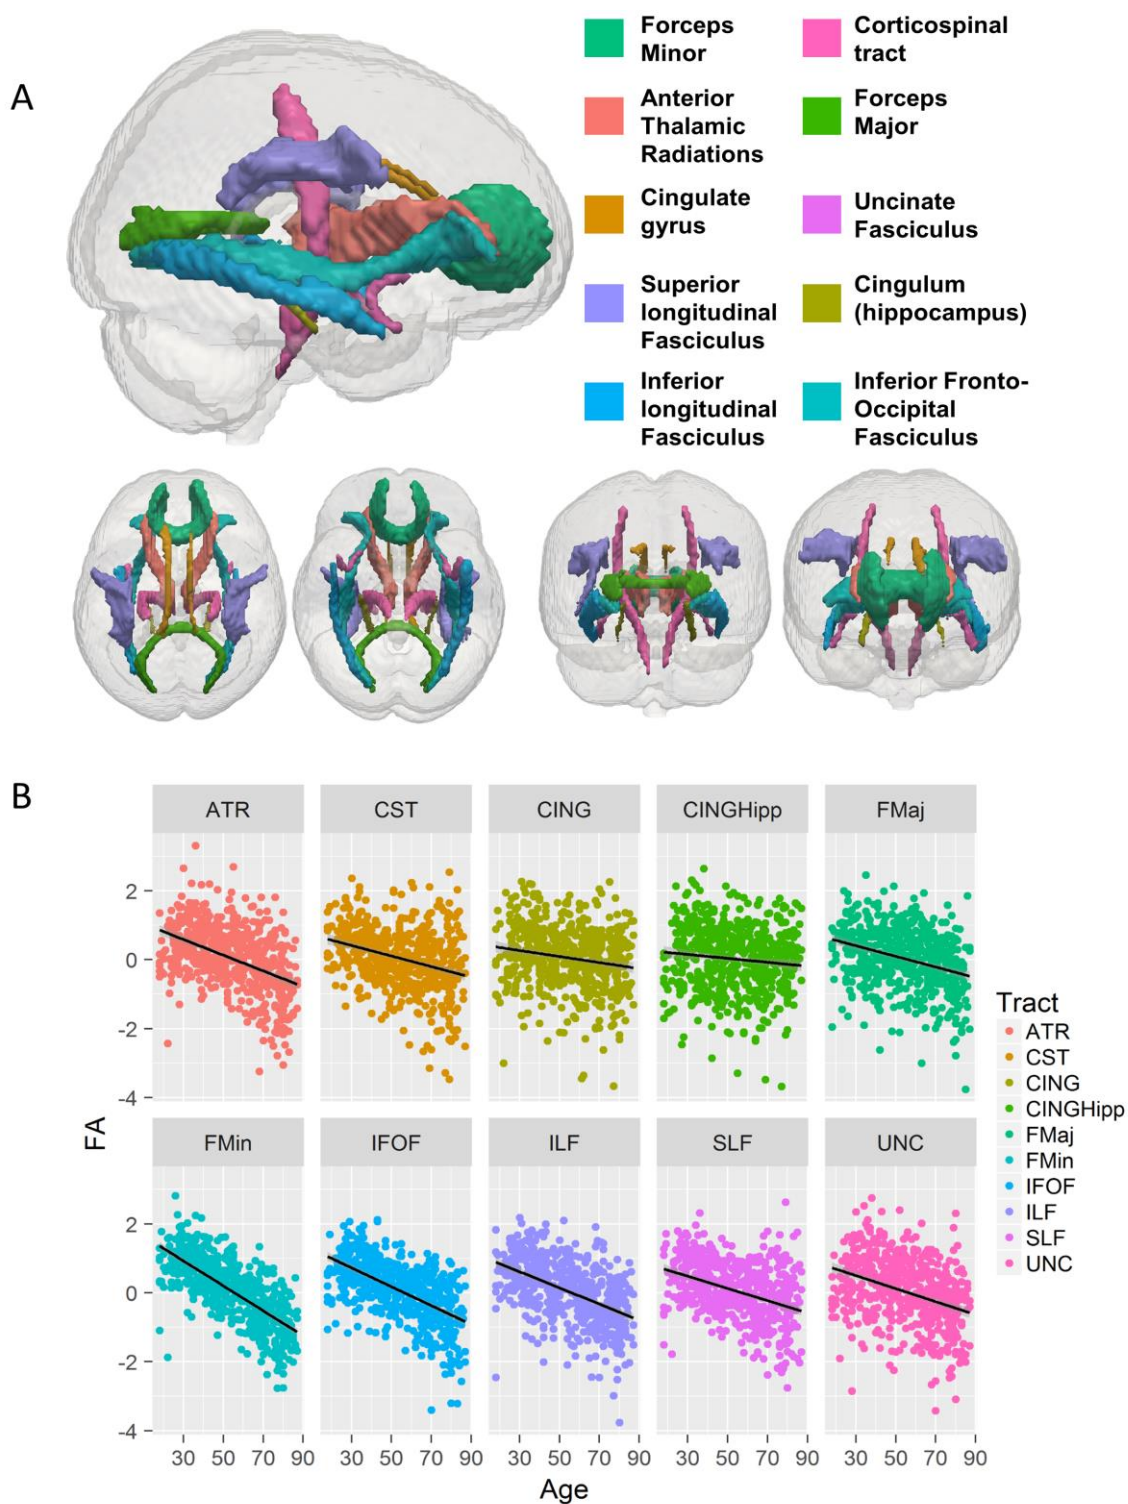 A
Forceps
Minor
Corticospinal
tract
Anterior
Thalamic
Radiations
Forceps
Major
Cingulate
gyrus
Uncinate
Fasciculus
Superior
longitudinal
Fasciculus
Cingulum
(hippocampus)
Inferior
longitudinal
Fasciculus
Inferior Fronto-
Occipital
Fasciculus
B
ATR CST CING CINGHipp FMaj
2
0
-2
-4
FMin IFOF ILF SLF UNC
2
0
-2
-4
FA
30 50 70 90 30 50 70 90 30 50 70 90 30 50 70 90 30 50 70 90
Age
Tract
ATR
CST
CING
CINGHipp
FMaj
FMin
IFOF
ILF
SLF
UNC